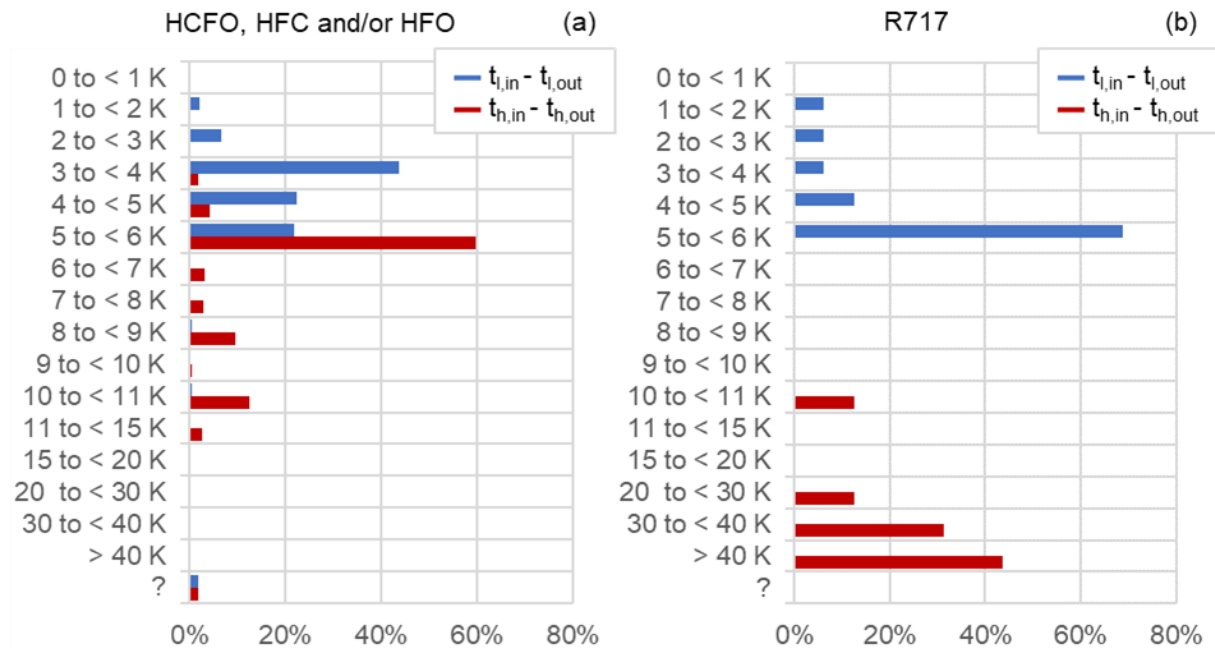 HCFO, HFC and/or HFO (a)
t_l,in - t_l,out
t_h,in - t_h,out
0 to < 1 K
1 to < 2 K
2 to < 3 K
3 to < 4 K
4 to < 5 K
5 to < 6 K
6 to < 7 K
7 to < 8 K
8 to < 9 K
9 to < 10 K
10 to < 11 K
11 to < 15 K
15 to < 20 K
20 to < 30 K
30 to < 40 K
> 40 K
?
0% 20% 40% 60% 80%
R717 (b)
t_l,in - t_l,out
t_h,in - t_h,out
0 to < 1 K
1 to < 2 K
2 to < 3 K
3 to < 4 K
4 to < 5 K
5 to < 6 K
6 to < 7 K
7 to < 8 K
8 to < 9 K
9 to < 10 K
10 to < 11 K
11 to < 15 K
15 to < 20 K
20 to < 30 K
30 to < 40 K
> 40 K
?
0% 20% 40% 60% 80%